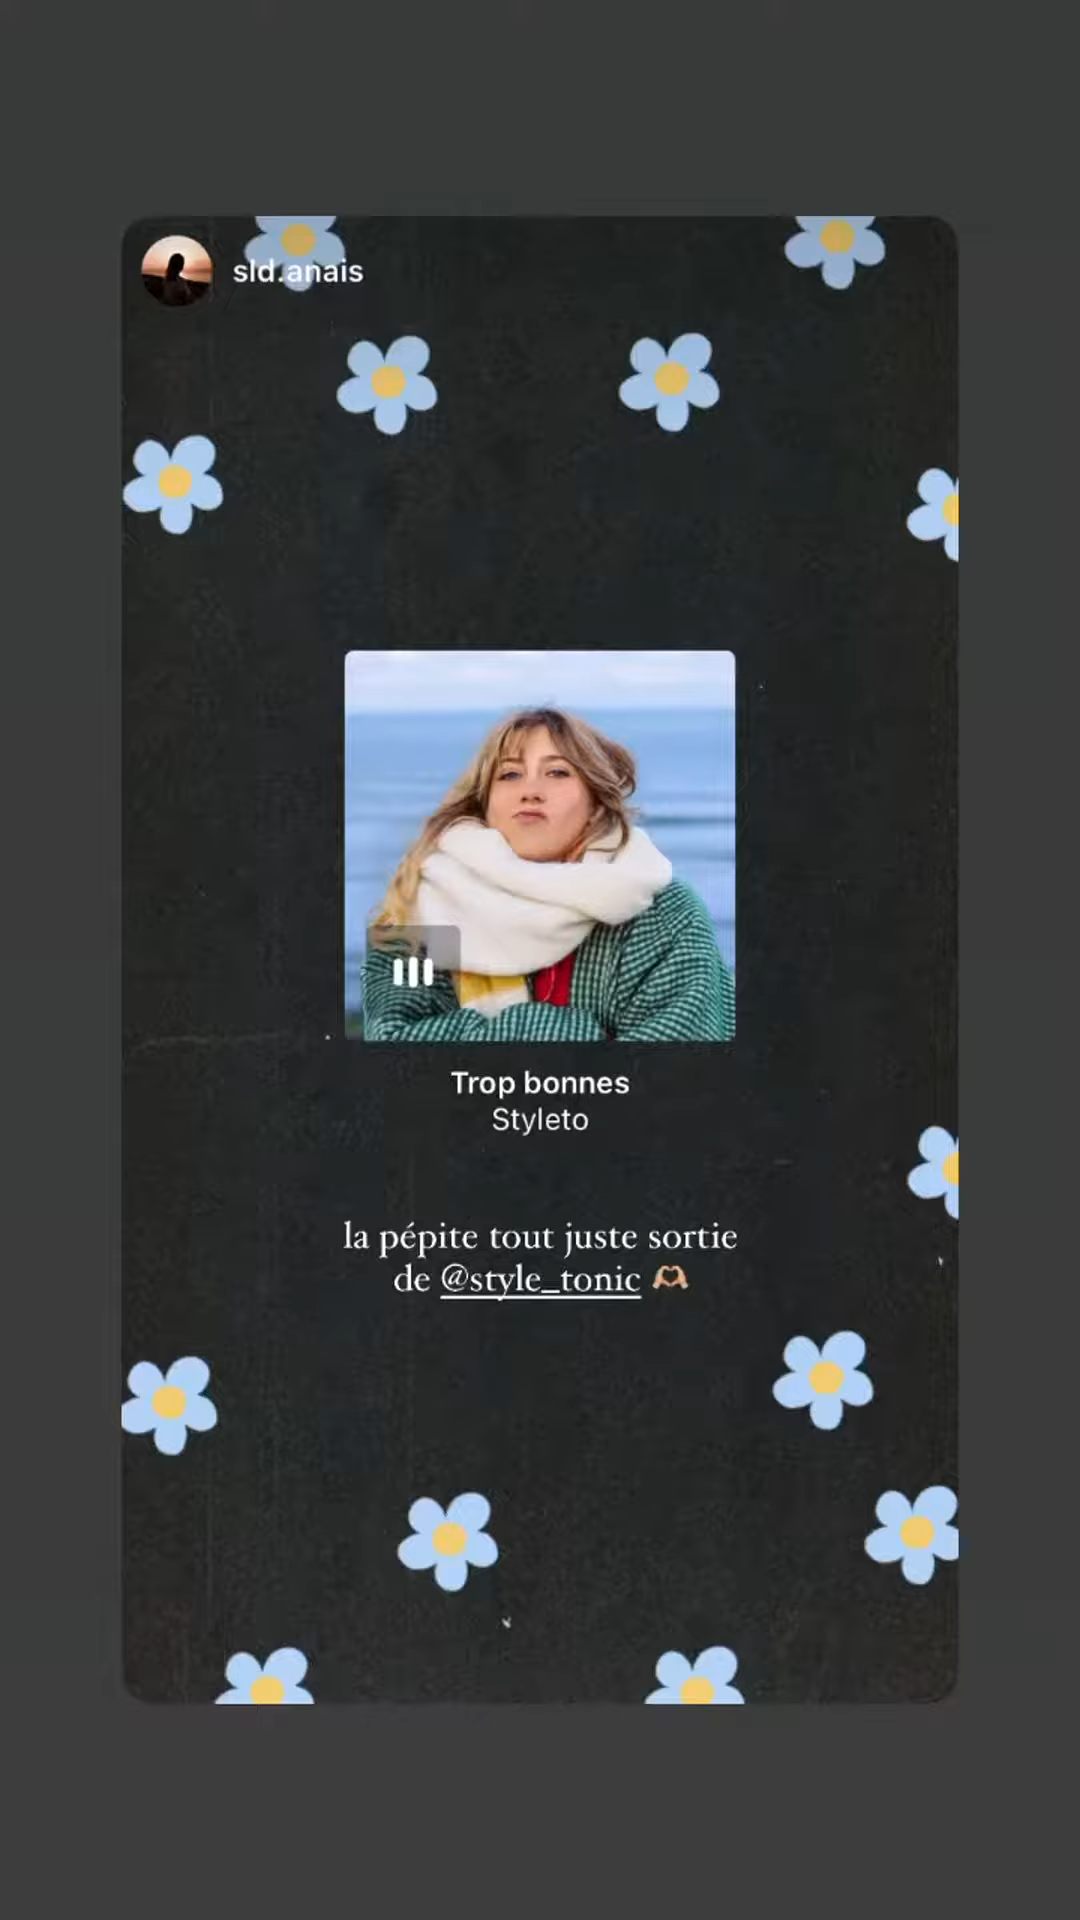 sld.anais
Trop bonnes
Styleto
la pépite tout juste sortie
de @style_tonic 🫶🏼